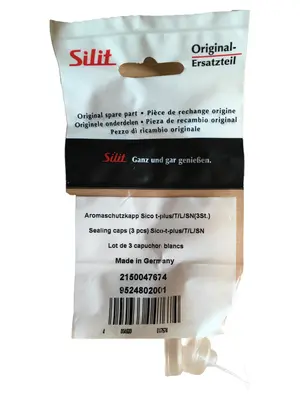 Silit
Original-
Ersatzteil
Original spare part • Pièce de rechange origine
Originele onderdelen • Pieza de recambio original
Pezzo di ricambio originale
Silit Ganz und gar genießen.
Aromaschutzkapp Sico t-plus/T/L/SN(3St.)
Sealing caps (3 pcs) Sico-t-plus/T/L/SN
Lot de 3 capuchor blancs
Made in Germany
2150047674
9524802001